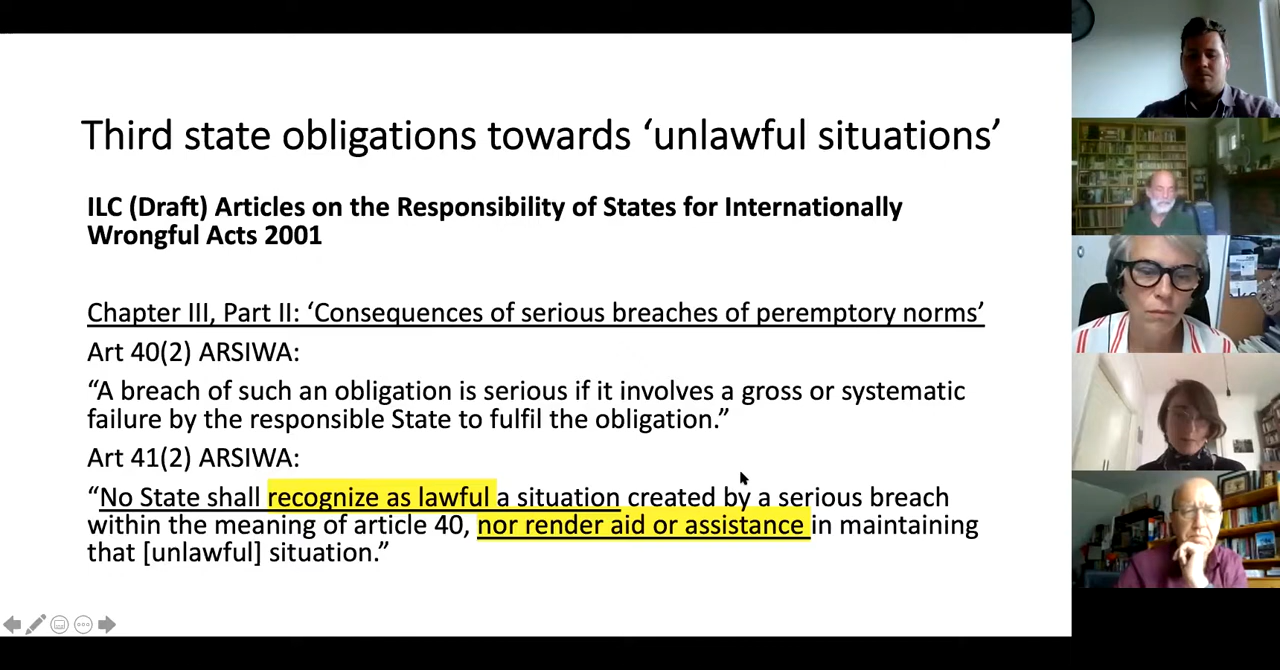 Third state obligations towards ‘unlawful situations’
ILC (Draft) Articles on the Responsibility of States for Internationally
Wrongful Acts 2001
Chapter III, Part II: ‘Consequences of serious breaches of peremptory norms’
Art 40(2) ARSIWA:
“A breach of such an obligation is serious if it involves a gross or systematic
failure by the responsible State to fulfil the obligation.”
Art 41(2) ARSIWA:
“No State shall recognize as lawful a situation created by a serious breach
within the meaning of article 40, nor render aid or assistance in maintaining
that [unlawful] situation.”